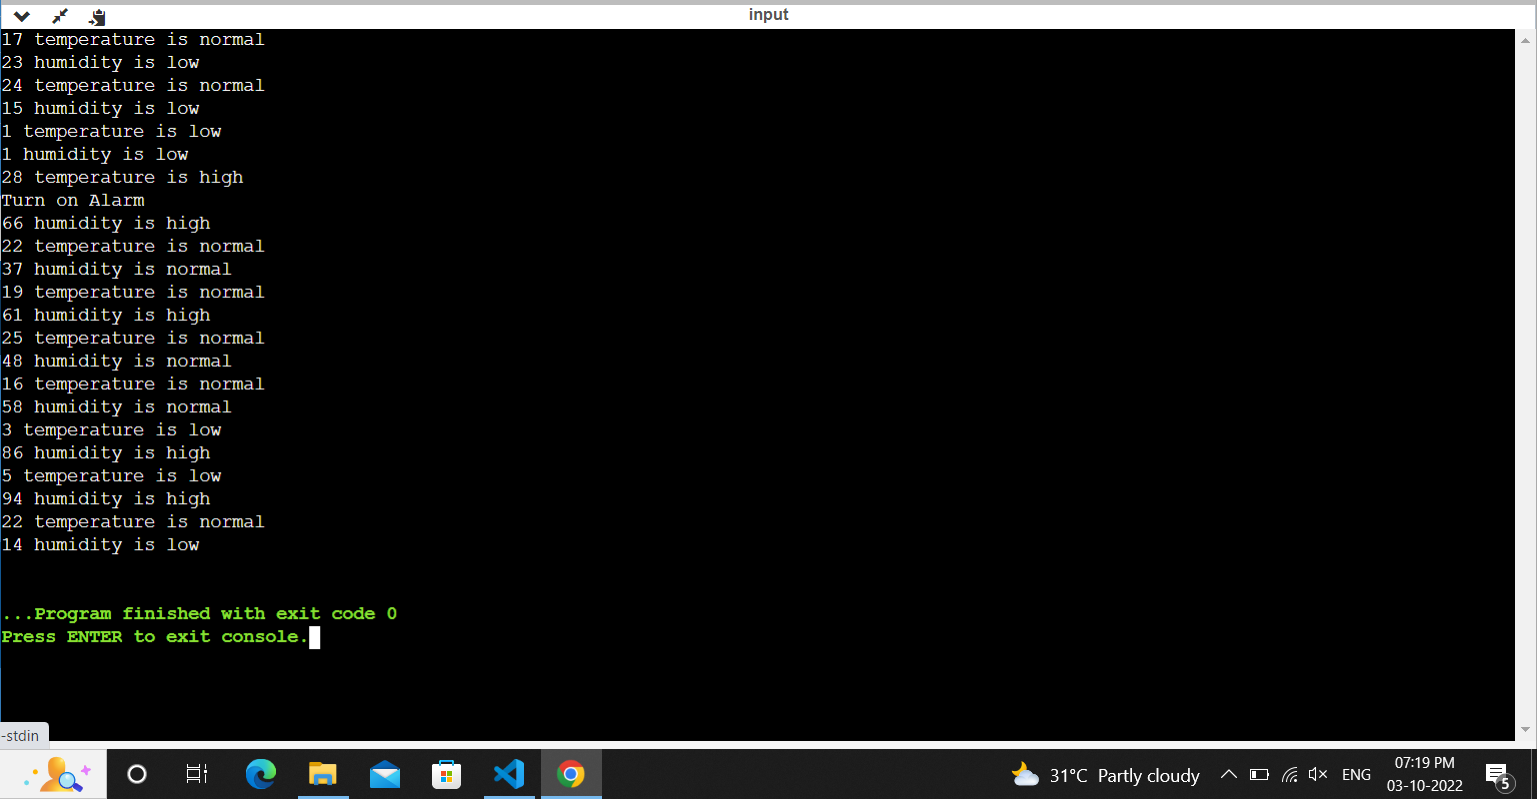 input
17 temperature is normal
23 humidity is low
24 temperature is normal
15 humidity is low
1 temperature is low
1 humidity is low
28 temperature is high
Turn on Alarm
66 humidity is high
22 temperature is normal
37 humidity is normal
19 temperature is normal
61 humidity is high
25 temperature is normal
48 humidity is normal
16 temperature is normal
58 humidity is normal
3 temperature is low
86 humidity is high
5 temperature is low
94 humidity is high
22 temperature is normal
14 humidity is low
...Program finished with exit code 0
Press ENTER to exit console.
-stdin
31°C Partly cloudy
ENG
07:19 PM
03-10-2022
5